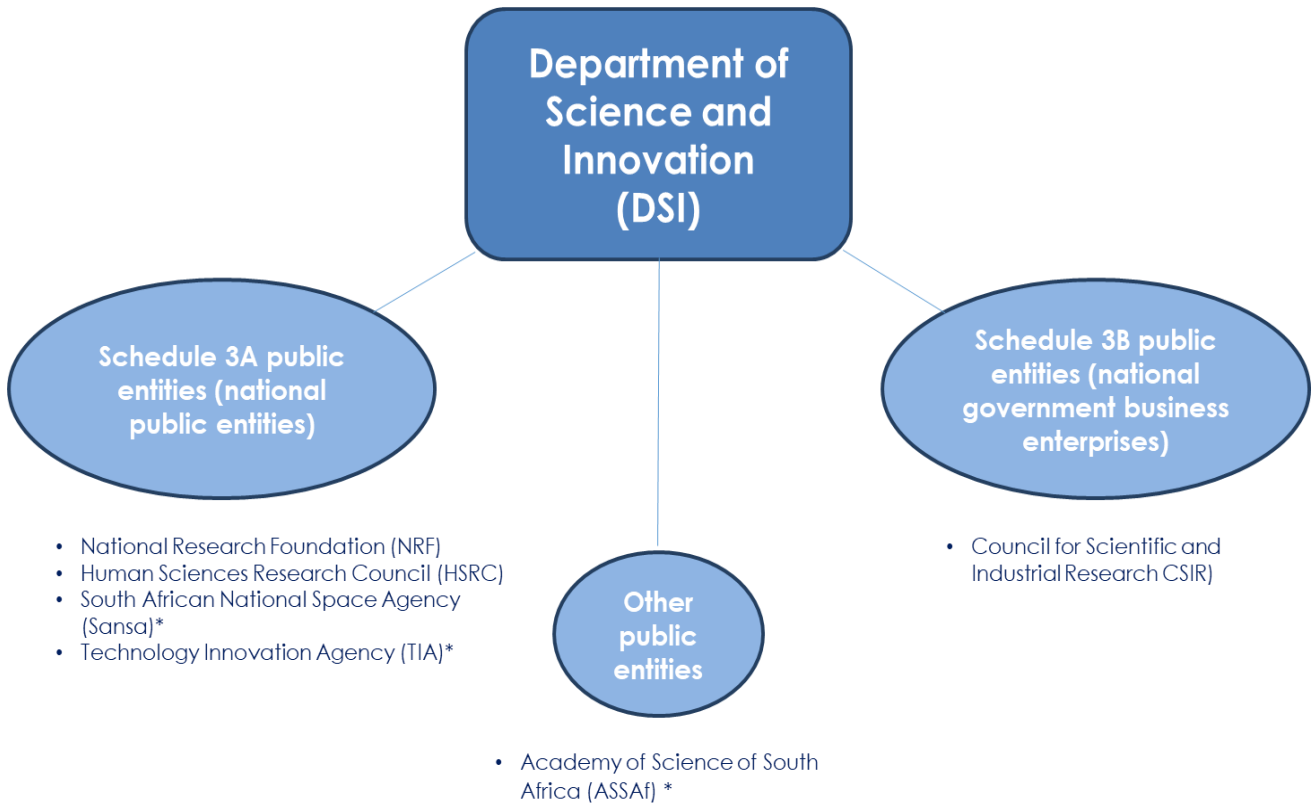 Department of
Science and
Innovation
(DSI)
Schedule 3A public
entities (national
public entities)
Schedule 3B public
entities (national
government business
enterprises)
• National Research Foundation (NRF)
• Human Sciences Research Council (HSRC)
• South African National Space Agency
(Sansa)*
• Technology Innovation Agency (TIA)*
• Council for Scientific and
Industrial Research CSIR)
Other
public
entities
• Academy of Science of South
Africa (ASSAf) *